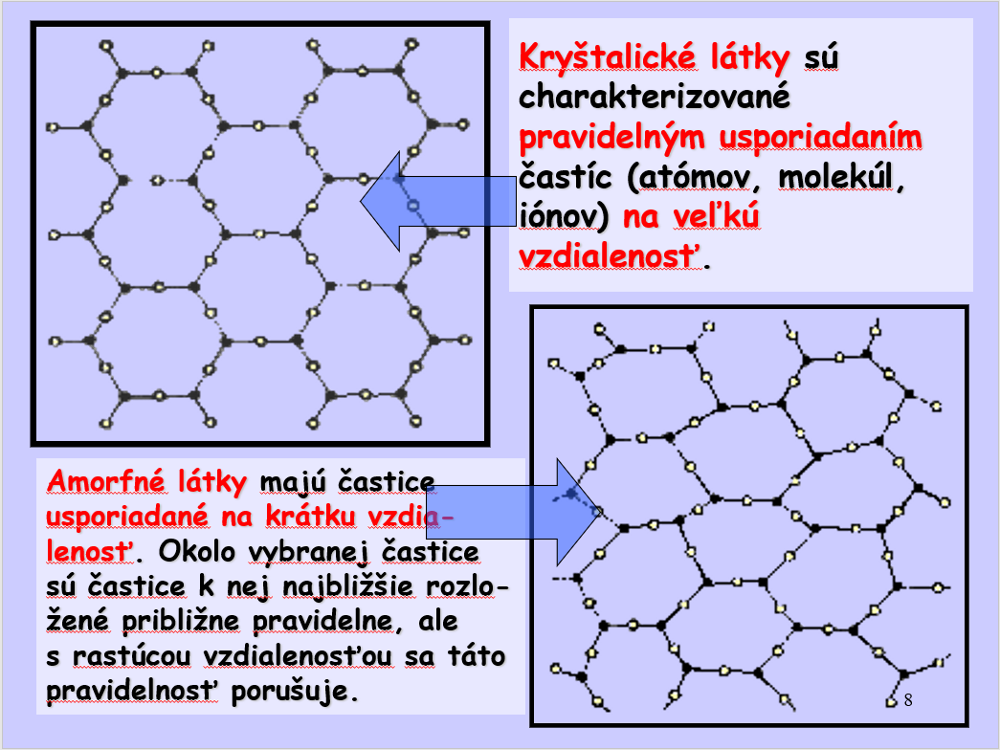 Kryštalické látky sú
charakterizované
pravidelným usporiadaním
častíc (atómov, molekúl,
iónov) na veľkú
vzdialenosť.
Amorfné látky majú častice
usporiadané na krátku vzdia-
lenosť. Okolo vybranej častice
sú častice k nej najbližšie rozlo-
žené približne pravidelne, ale
s rastúcou vzdialenosťou sa táto
pravidelnosť porušuje.
8